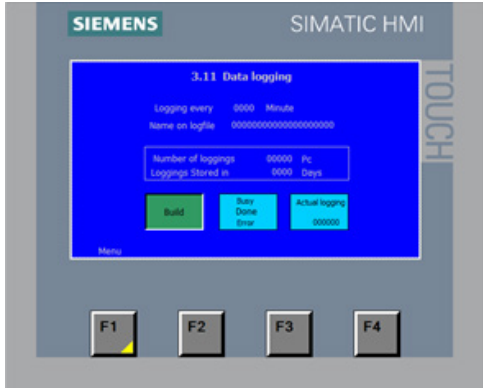 SIEMENS SIMATIC HMI
TOUCH
3.11 Data logging
Logging every 0000 Minute
Name on logfile 00000000000000000000
Number of loggings 00000 Pc
Loggings Stored in 0000 Days
Build
Busy
Done
Error
Actual logging
000000
Menu
F1 F2 F3 F4